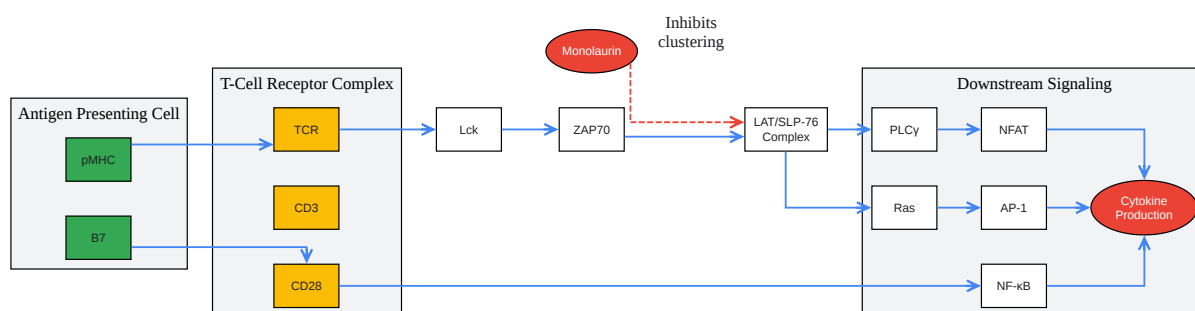 Inhibits
clustering
Monolaurin
Antigen Presenting Cell
pMHC
B7
T-Cell Receptor Complex
TCR
CD3
CD28
Lck
ZAP70
LAT/SLP-76
Complex
Downstream Signaling
PLCγ
NFAT
Ras
AP-1
NF-κB
Cytokine
Production